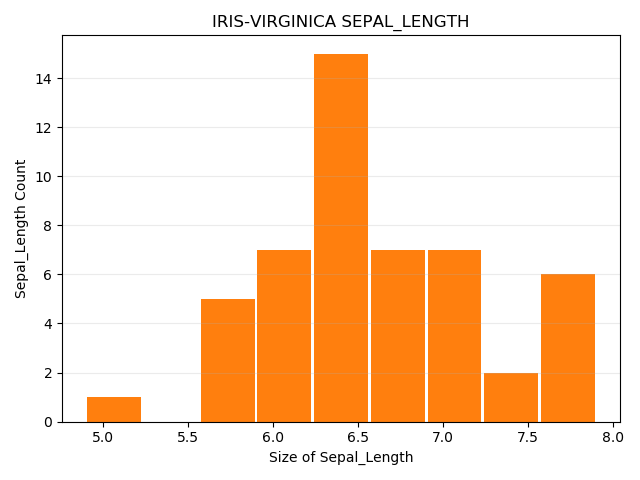 IRIS-VIRGINICA SEPAL_LENGTH
14
12
10
8
6
4
2
0
Sepal_Length Count
5.0 5.5 6.0 6.5 7.0 7.5 8.0
Size of Sepal_Length